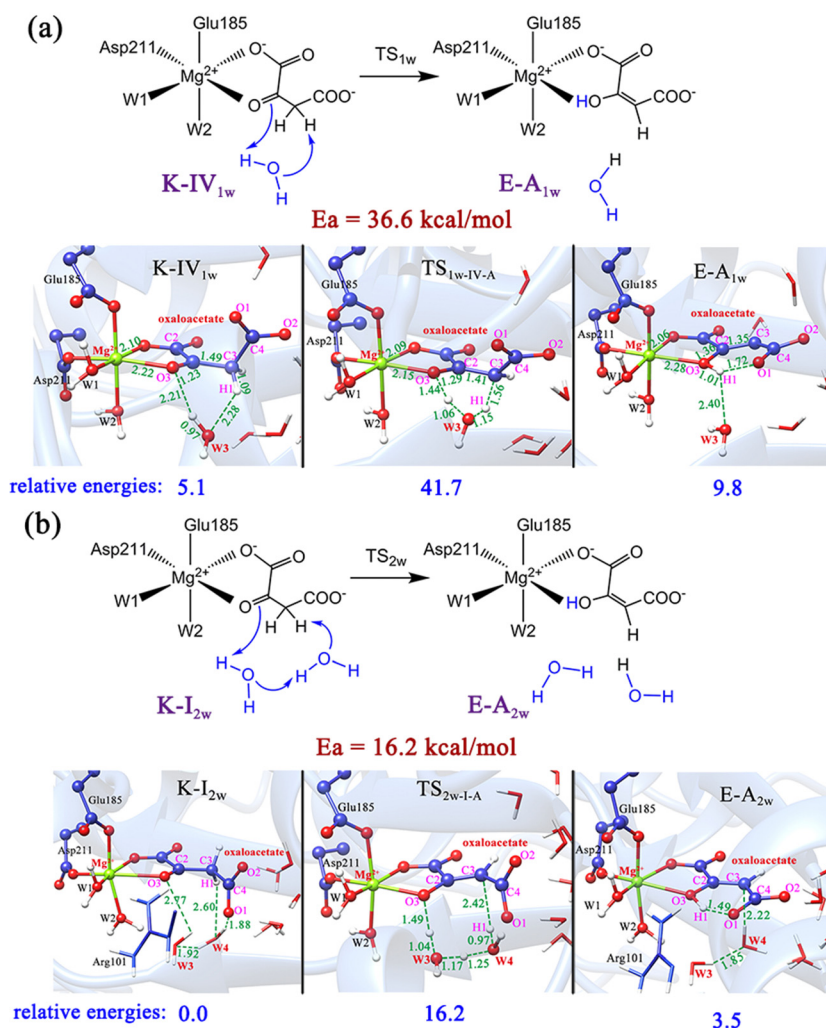 (a)
Glu185
Asp211
Mg2+
O-
O
COO-
W1
W2
O
H
H
H
O
H
K-IV1w
TS1w
Glu185
Asp211
Mg2+
O-
O
COO-
W1
W2
HO
H
H
O
H
E-A1w
Ea = 36.6 kcal/mol
K-IV1w
Glu185
oxaloacetate
O1
O2
C2
C4
Mg2+
2.10
1.49
C3
2.22
O3
1.23
1.09
Asp211
W1
H1
2.21
2.28
W2
0.97
W3
TS1w-IV-A
Glu185
oxaloacetate
O1
O2
Mg2+
2.09
C2
C3
C4
Asp211
2.15
O3
1.29
1.41
W1
1.44
H1
1.56
W2
1.06
1.15
W3
E-A1w
Glu185
oxaloacetate
Mg2+
2.06
C2
1.35
C3
O2
1.36
C4
Asp211
2.28
O3
1.72
O1
W1
1.01
H1
W2
2.40
W3
relative energies: 5.1 41.7 9.8
(b)
Glu185
Asp211
Mg2+
O-
O
COO-
W1
W2
O
H
H
H
O
H
H
O
H
K-I2w
TS2w
Glu185
Asp211
Mg2+
O-
O
COO-
W1
W2
HO
H
O
H
H
H
O
H
E-A2w
Ea = 16.2 kcal/mol
K-I2w
Glu185
oxaloacetate
Asp211
Mg2+
C2
C3
O2
O3
H1
C4
W1
2.77
2.60
O1
W2
1.88
Arg101
W4
1.92
W3
TS2w-I-A
Glu185
oxaloacetate
Mg2+
C2
C3
O2
Asp211
O3
C4
W1
2.42
O1
1.49
H1
W2
1.04
0.97
W3
1.17
1.25
W4
E-A2w
Glu185
oxaloacetate
Asp211
Mg2+
C2
C3
C4
O2
O3
1.49
W1
H1
O1
2.22
W2
W4
Arg101
1.85
W3
relative energies: 0.0 16.2 3.5